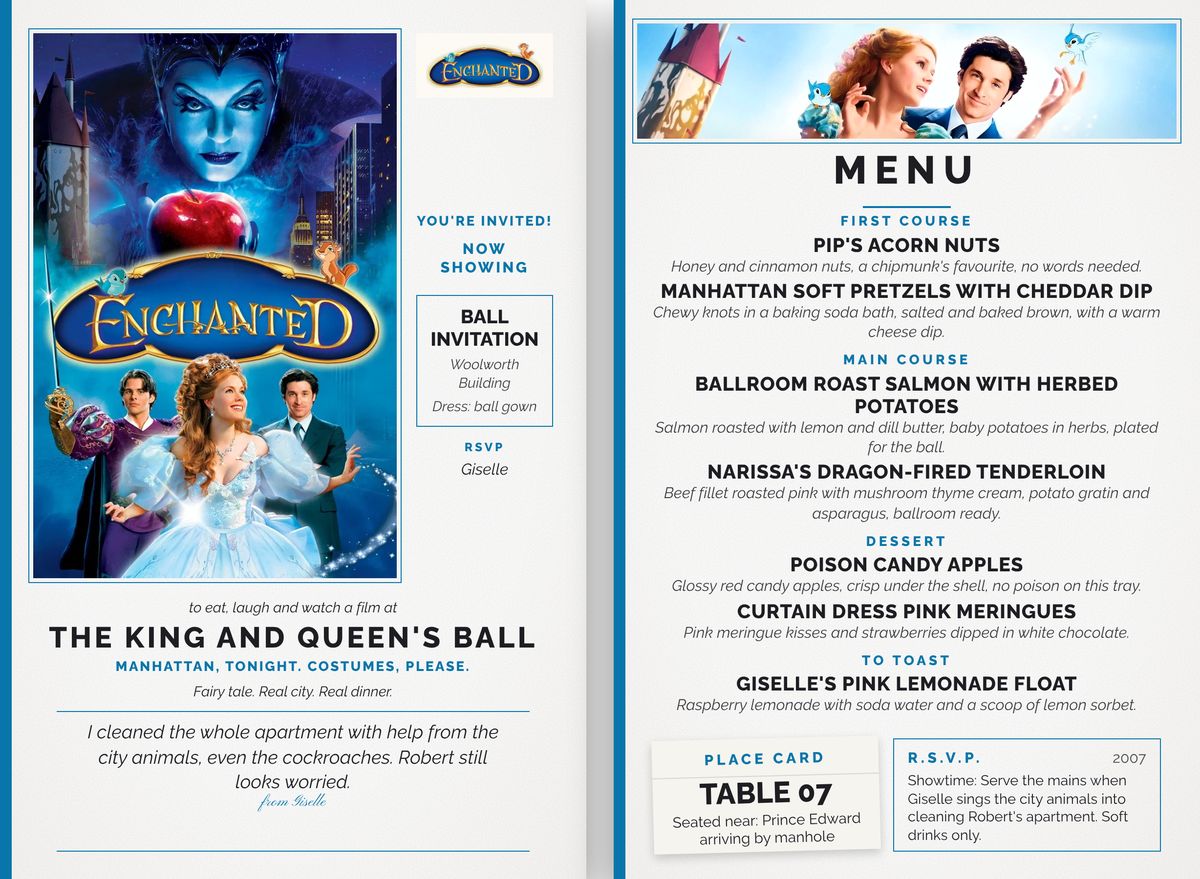 ENCHANTED
ENCHANTED
YOU'RE INVITED!
NOW
SHOWING
BALL
INVITATION
Woolworth
Building
Dress: ball gown
RSVP
Giselle
to eat, laugh and watch a film at
THE KING AND QUEEN'S BALL
MANHATTAN, TONIGHT. COSTUMES, PLEASE.
Fairy tale. Real city. Real dinner.
I cleaned the whole apartment with help from the
city animals, even the cockroaches. Robert still
looks worried.
from Giselle
MENU
FIRST COURSE
PIP'S ACORN NUTS
Honey and cinnamon nuts, a chipmunk's favourite, no words needed.
MANHATTAN SOFT PRETZELS WITH CHEDDAR DIP
Chewy knots in a baking soda bath, salted and baked brown, with a warm
cheese dip.
MAIN COURSE
BALLROOM ROAST SALMON WITH HERBED
POTATOES
Salmon roasted with lemon and dill butter, baby potatoes in herbs, plated
for the ball.
NARISSA'S DRAGON-FIRED TENDERLOIN
Beef fillet roasted pink with mushroom thyme cream, potato gratin and
asparagus, ballroom ready.
DESSERT
POISON CANDY APPLES
Glossy red candy apples, crisp under the shell, no poison on this tray.
CURTAIN DRESS PINK MERINGUES
Pink meringue kisses and strawberries dipped in white chocolate.
TO TOAST
GISELLE'S PINK LEMONADE FLOAT
Raspberry lemonade with soda water and a scoop of lemon sorbet.
PLACE CARD
TABLE 07
Seated near: Prince Edward
arriving by manhole
R.S.V.P. 2007
Showtime: Serve the mains when
Giselle sings the city animals into
cleaning Robert's apartment. Soft
drinks only.